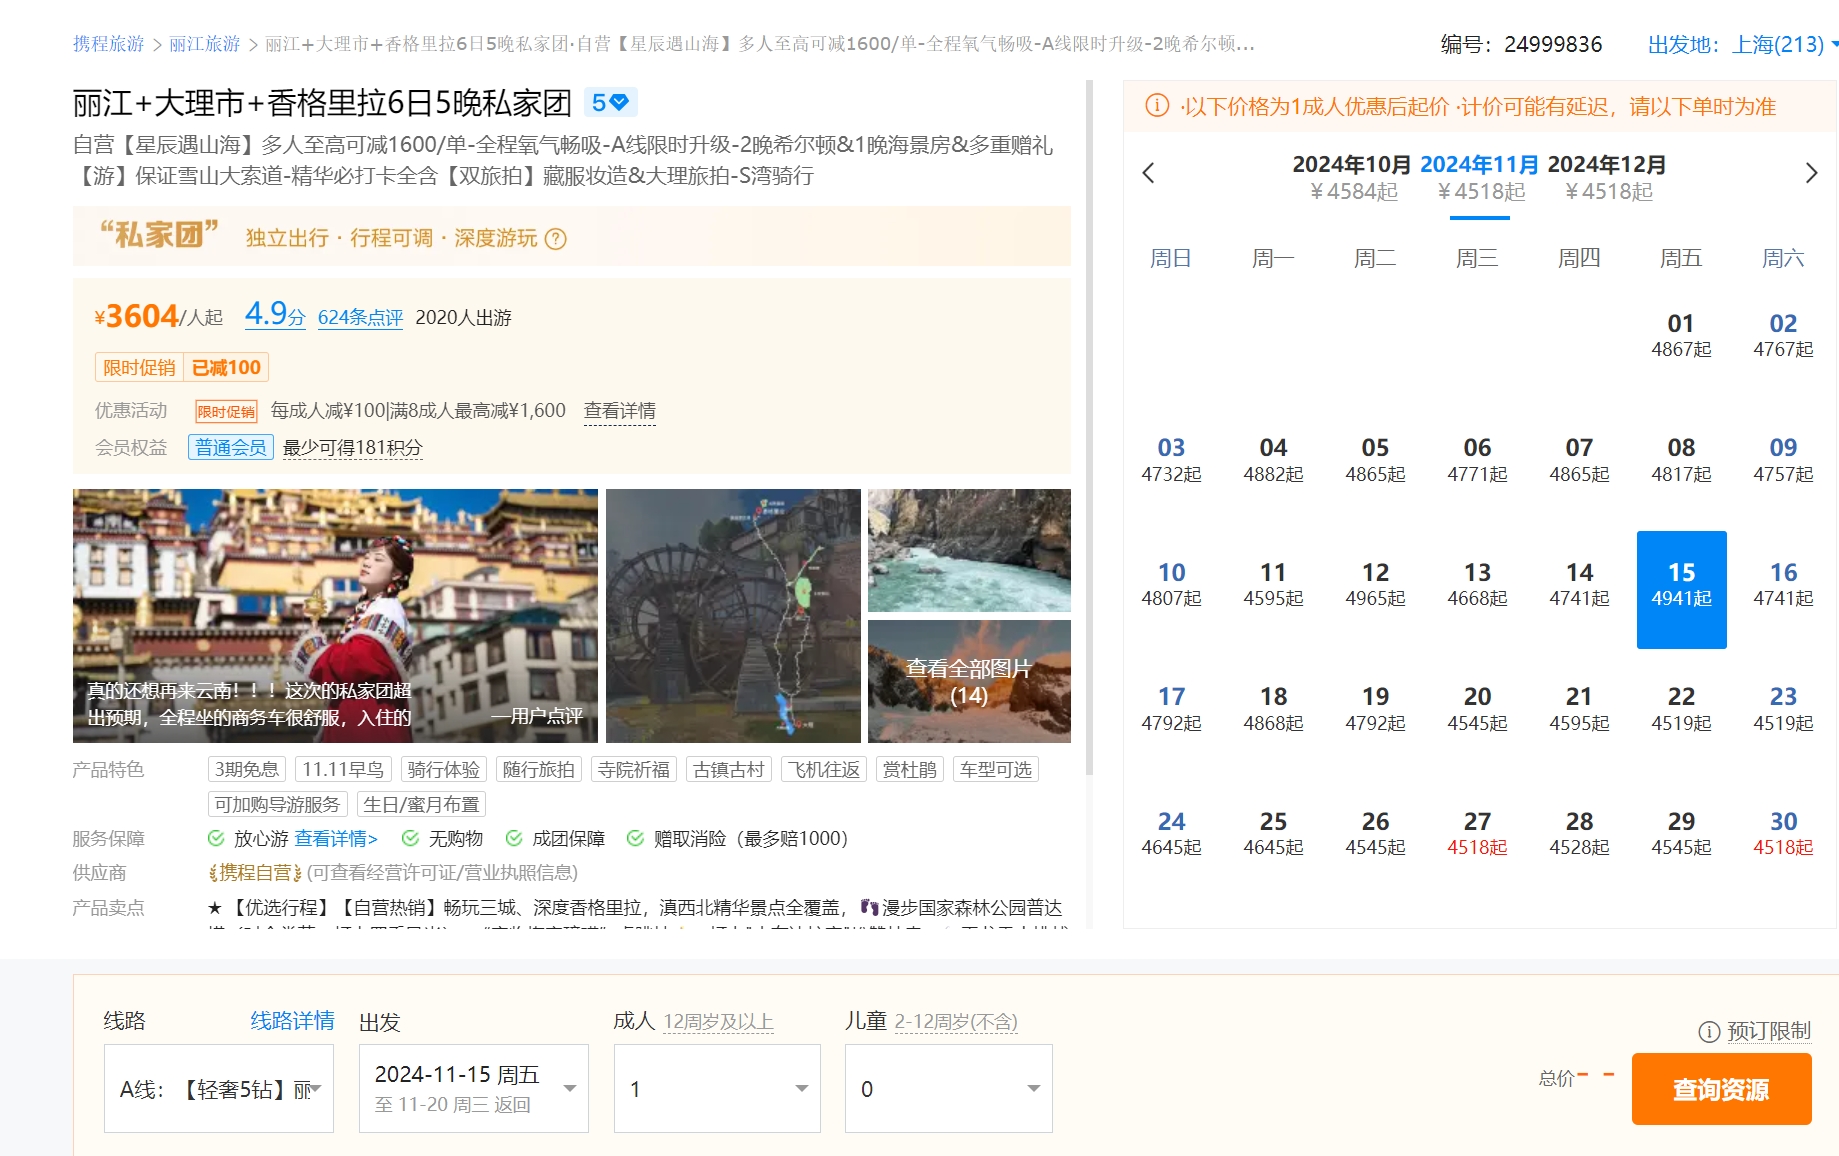 携程旅游 > 丽江旅游 > 丽江+大理市+香格里拉6日5晚私家团·自营【星辰遇山海】多人至高可减1600/单-全程氧气畅吸-A线限时升级-2晚希尔顿...
编号：24999836
出发地：上海(213)
丽江+大理市+香格里拉6日5晚私家团 5
自营【星辰遇山海】多人至高可减1600/单-全程氧气畅吸-A线限时升级-2晚希尔顿&1晚海景房&多重赠礼
【游】保证雪山大索道-精华必打卡全含【双旅拍】藏服妆造&大理旅拍-S湾骑行
“私家团” 独立出行 · 行程可调 · 深度游玩 ?
¥3604/人起 4.9分 624条点评 2020人出游
限时促销 已减100
优惠活动 限时促销 每成人减¥100|满8成人最高减¥1,600 查看详情
会员权益 普通会员 最少可得181积分
真的还想再来云南！！！这次的私家团超
出预期，全程坐的商务车很舒服，入住的
—用户点评
查看全部图片
(14)
产品特色 3期免息 11.11早鸟 骑行体验 随行旅拍 寺院祈福 古镇古村 飞机往返 赏杜鹃 车型可选
可加购导游服务 生日/蜜月布置
服务保障 放心游 查看详情> 无购物 成团保障 赠取消险（最多赔1000）
供应商 携程自营 (可查看经营许可证/营业执照信息)
产品卖点 ★【优选行程】【自营热销】畅玩三城、深度香格里拉，滇西北精华景点全覆盖，👣漫步国家森林公园普达
·以下价格为1成人优惠后起价 ·计价可能有延迟，请以下单时为准
2024年10月 2024年11月 2024年12月
¥4584起 ¥4518起 ¥4518起
周日 周一 周二 周三 周四 周五 周六
01 02
4867起 4767起
03 04 05 06 07 08 09
4732起 4882起 4865起 4771起 4865起 4817起 4757起
10 11 12 13 14 15 16
4807起 4595起 4965起 4668起 4741起 4941起 4741起
17 18 19 20 21 22 23
4792起 4868起 4792起 4545起 4595起 4519起 4519起
24 25 26 27 28 29 30
4645起 4645起 4545起 4518起 4528起 4545起 4518起
线路 线路详情 出发 成人 12周岁及以上 儿童 2-12周岁(不含)
A线：【轻奢5钻】丽
2024-11-15 周五
至 11-20 周三 返回
1
0
预订限制
总价 - -
查询资源